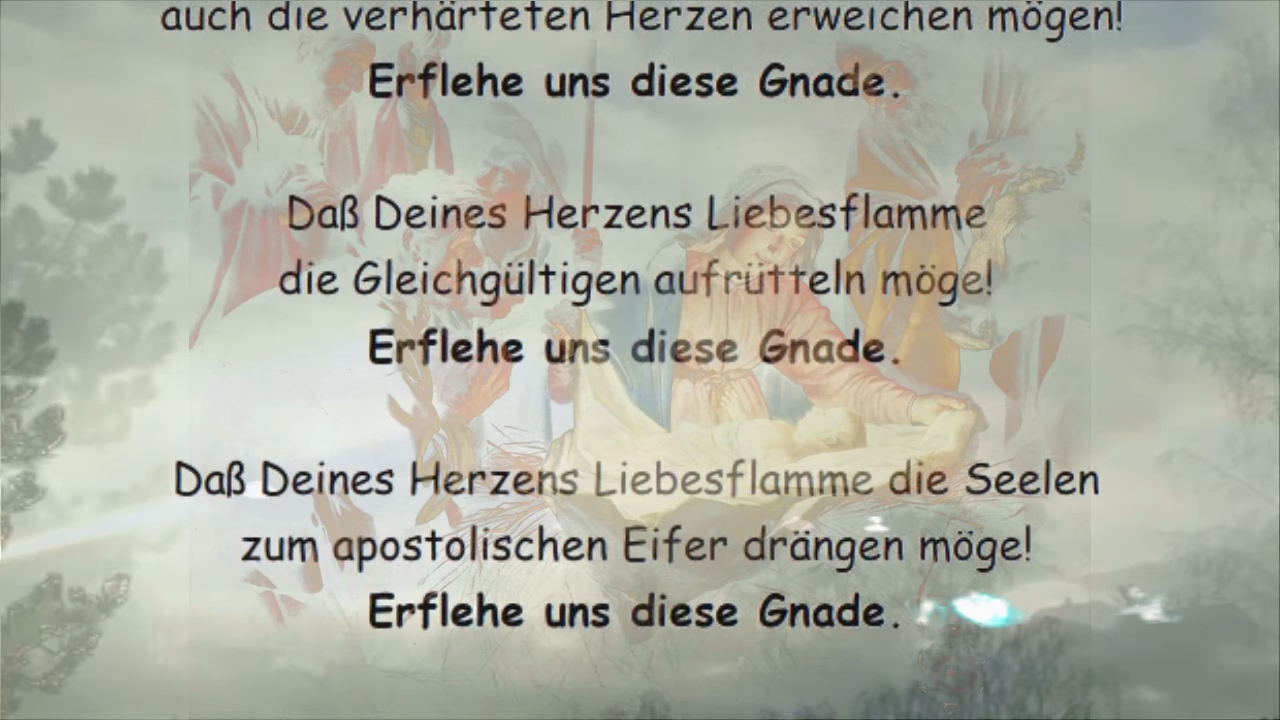 auch die verhärteten Herzen erweichen mögen!
Erflehe uns diese Gnade.
Daß Deines Herzens Liebesflamme
die Gleichgültigen aufrütteln möge!
Erflehe uns diese Gnade.
Daß Deines Herzens Liebesflamme die Seelen
zum apostolischen Eifer drängen möge!
Erflehe uns diese Gnade.